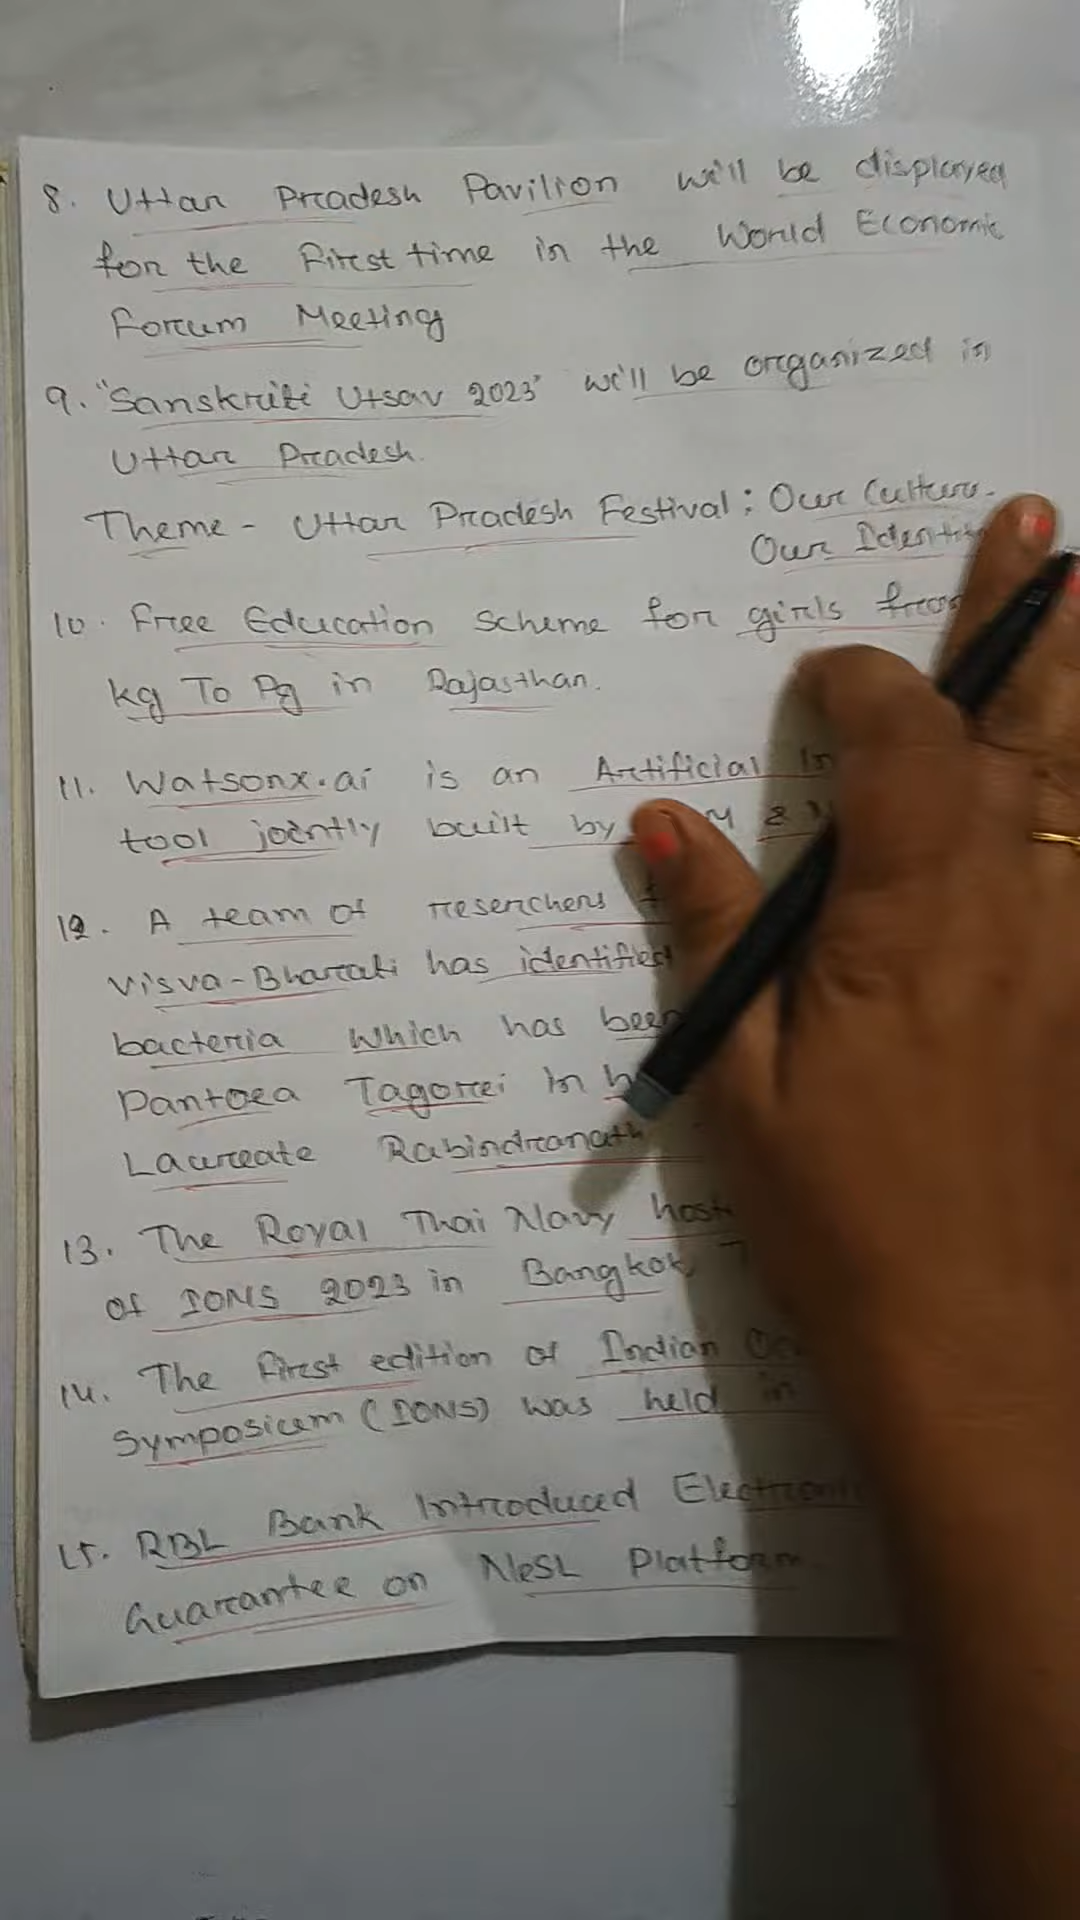 8. Uttar Pradesh Pavilion will be displayed
for the First time in the World Economic
Forum Meeting
9. "Sanskriti Utsav 2023" will be organized in
Uttar Pradesh.
Theme - Uttar Pradesh Festival : Our Culture.
Our
10. Free Education Scheme for girls from
kg To Pg in Rajasthan.
11. Watsonx.ai is an Artificial
tool jointly built by &
12. A team of reserchers
Visva-Bharati has identified
bacteria which has been
Pantoea Tagorei in
Laureate Rabindranath
13. The Royal Thai Navy
of IONS 2023 in Bangkok,
14. The first edition of Indian
Symposium (IONS) was held in
15. RBL Bank Introduced Electronic
Guarantee on NeSL Platform.